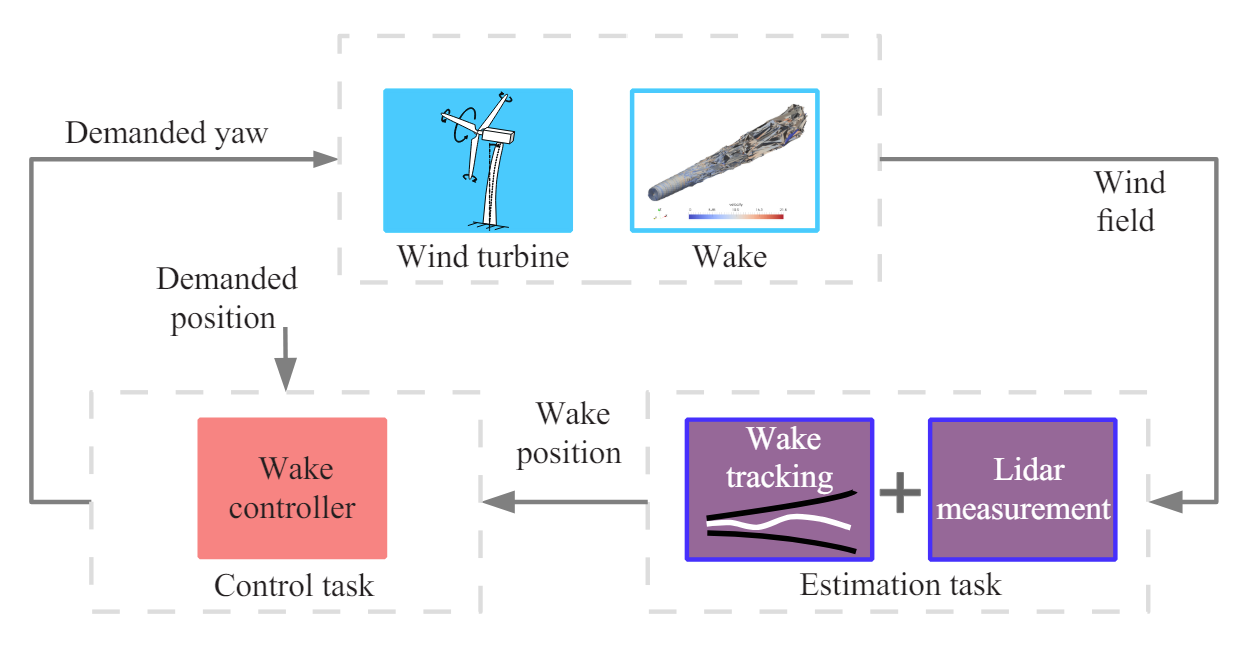 Demanded yaw
Wind turbine
Wake
velocity
Wind
field
Demanded
position
Wake
position
Wake
controller
Control task
Wake
tracking
Lidar
measurement
Estimation task